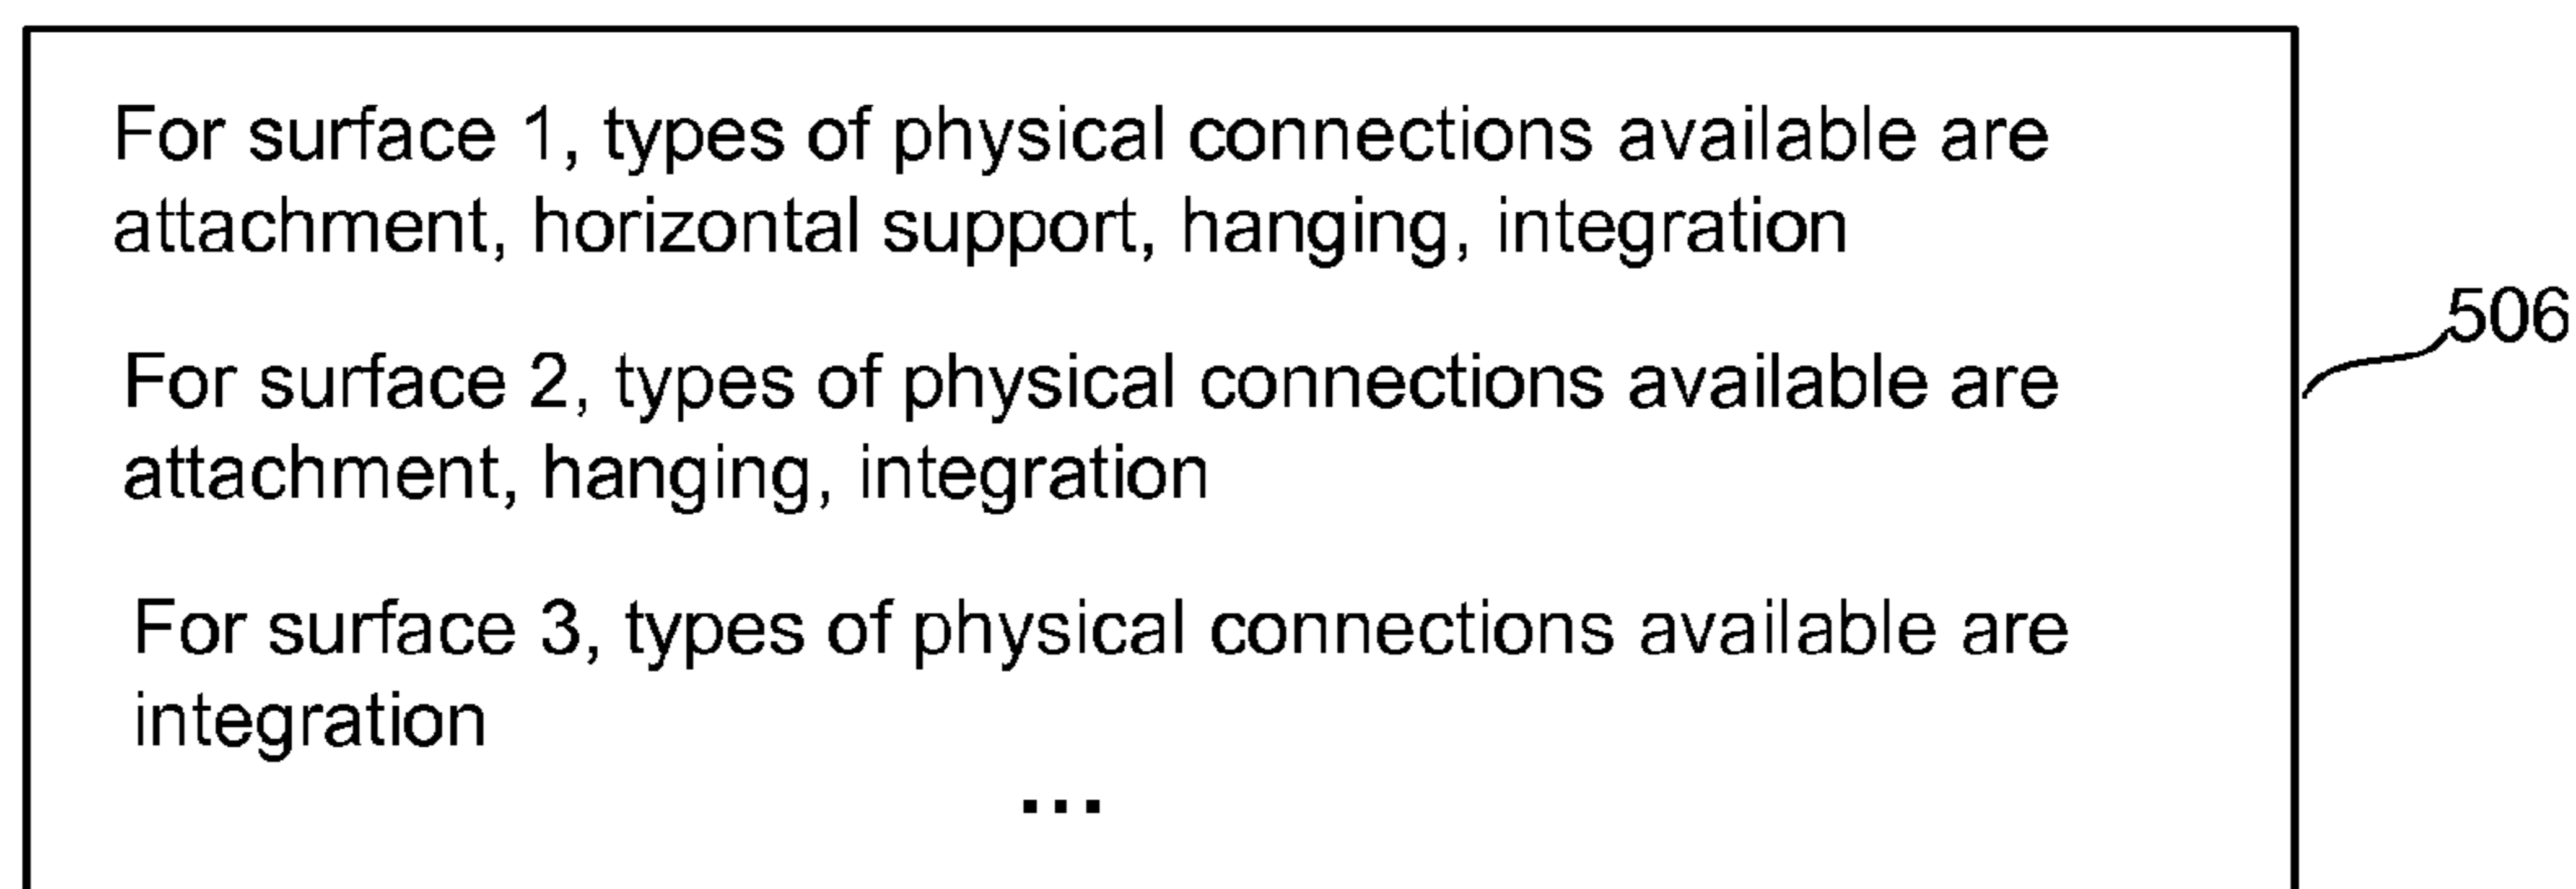 For surface 1, types of physical connections available are
attachment, horizontal support, hanging, integration
506
For surface 2, types of physical connections available are
attachment, hanging, integration
For surface 3, types of physical connections available are
integration
...